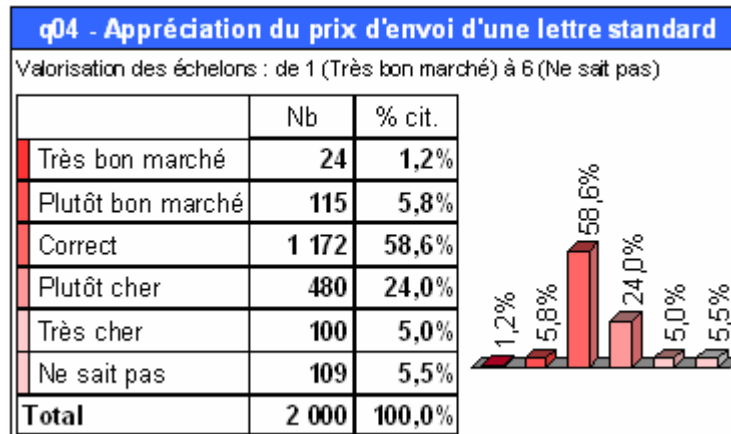 q04 - Appréciation du prix d'envoi d'une lettre standard
Valorisation des échelons : de 1 (Très bon marché) à 6 (Ne sait pas)
Nb % cit.
Très bon marché 24 1,2%
Plutôt bon marché 115 5,8%
Correct 1 172 58,6%
Plutôt cher 480 24,0%
Très cher 100 5,0%
Ne sait pas 109 5,5%
Total 2 000 100,0%
1,2% 5,8% 58,6% 24,0% 5,0% 5,5%